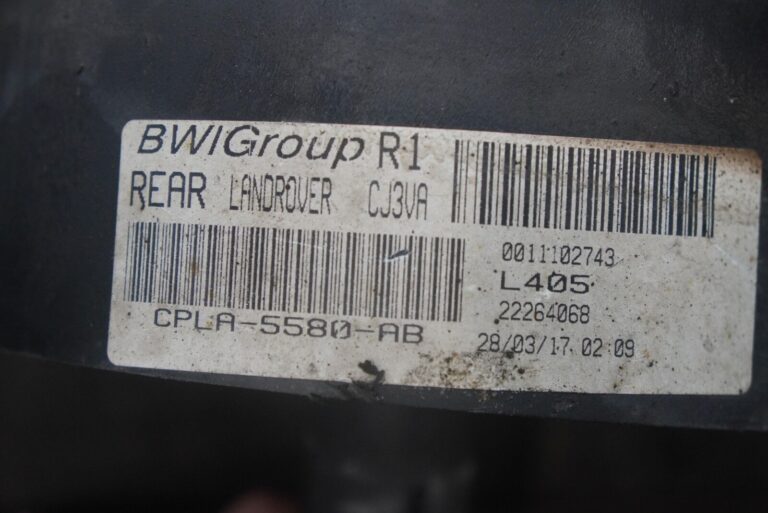 BWIGroup R1
REAR LANDROVER CJ3VA
0011102743
L405
22264068
CPLA-5580-AB
28/03/17 02 09